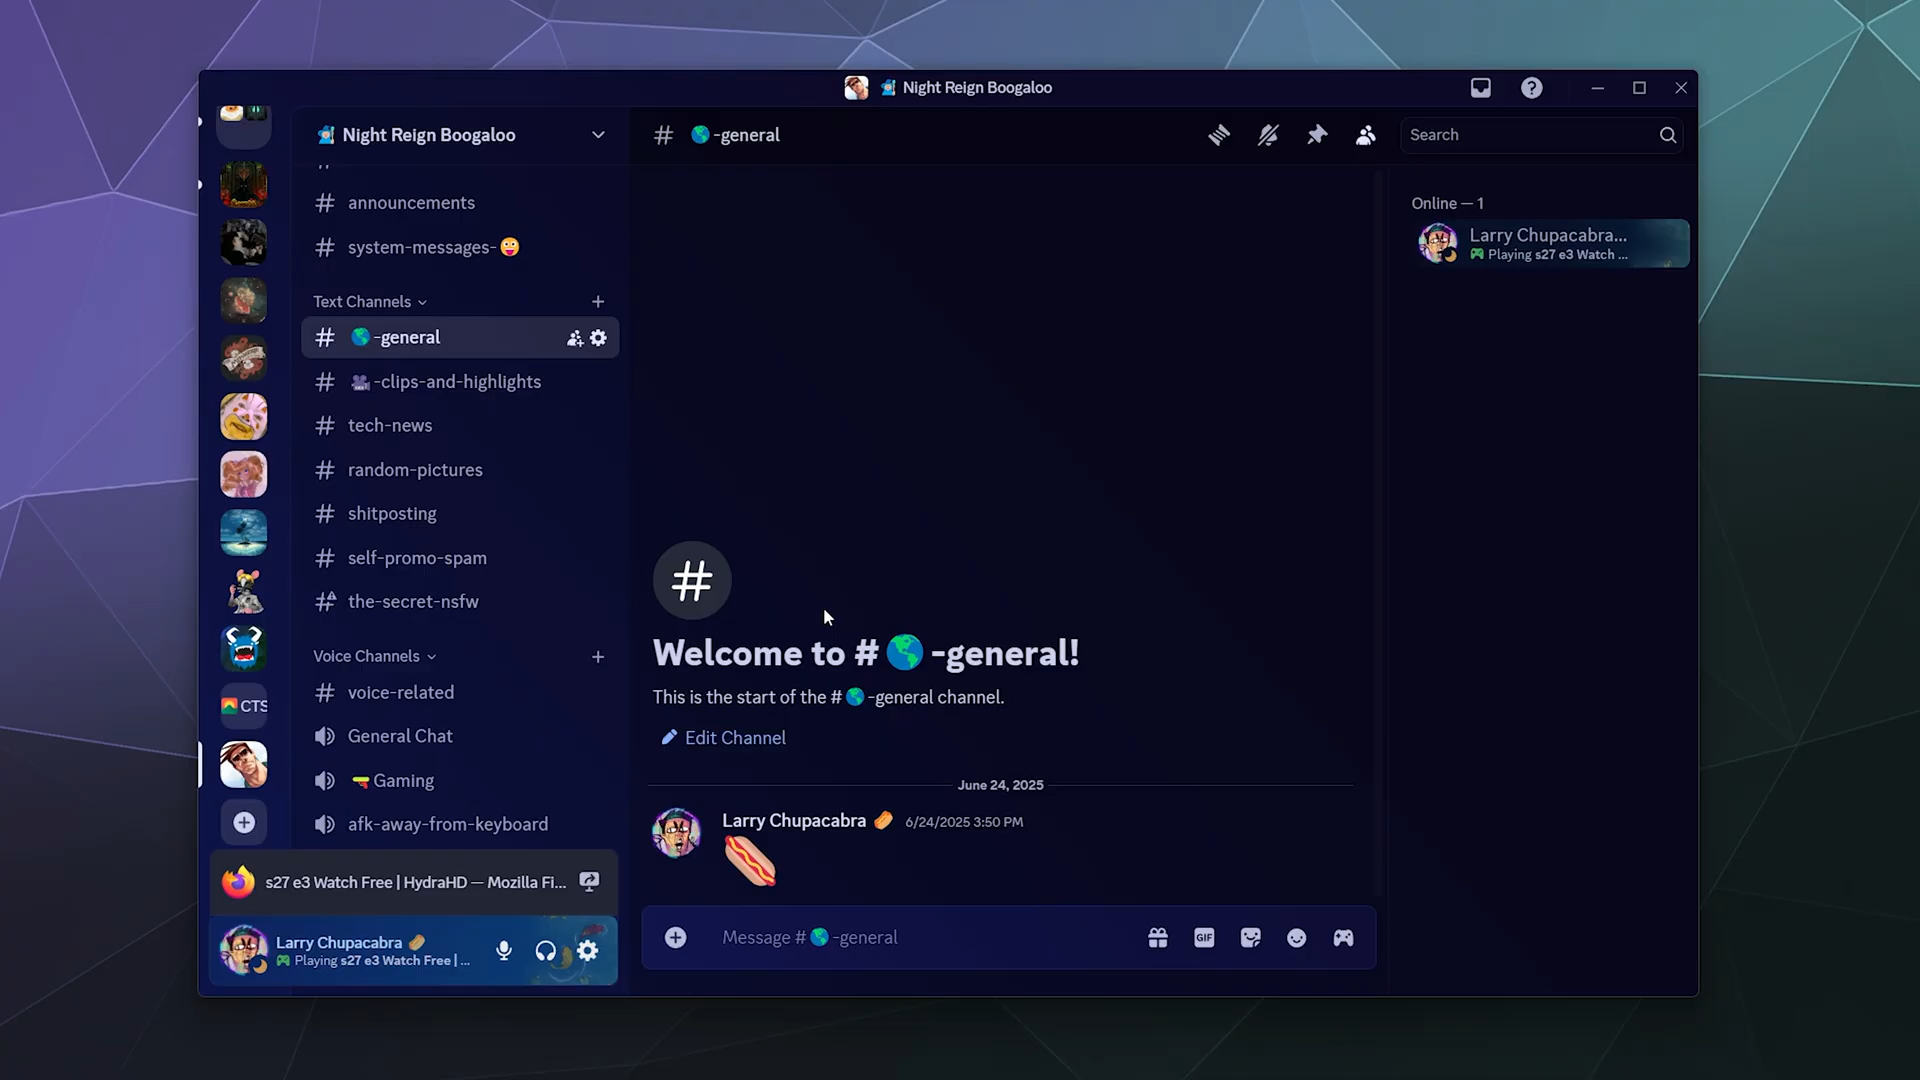 Night Reign Boogaloo
Night Reign Boogaloo
announcements
system-messages-
Text Channels
-general
-clips-and-highlights
tech-news
random-pictures
shitposting
self-promo-spam
the-secret-nsfw
Voice Channels
voice-related
General Chat
Gaming
afk-away-from-keyboard
CTS
s27 e3 Watch Free | HydraHD — Mozilla Fi...
Larry Chupacabra
Playing s27 e3 Watch Free | ...
# -general
Search
Welcome to # -general!
This is the start of the # -general channel.
Edit Channel
June 24, 2025
Larry Chupacabra 6/24/2025 3:50 PM
Message # -general
GIF
Online — 1
Larry Chupacabra...
Playing s27 e3 Watch ...